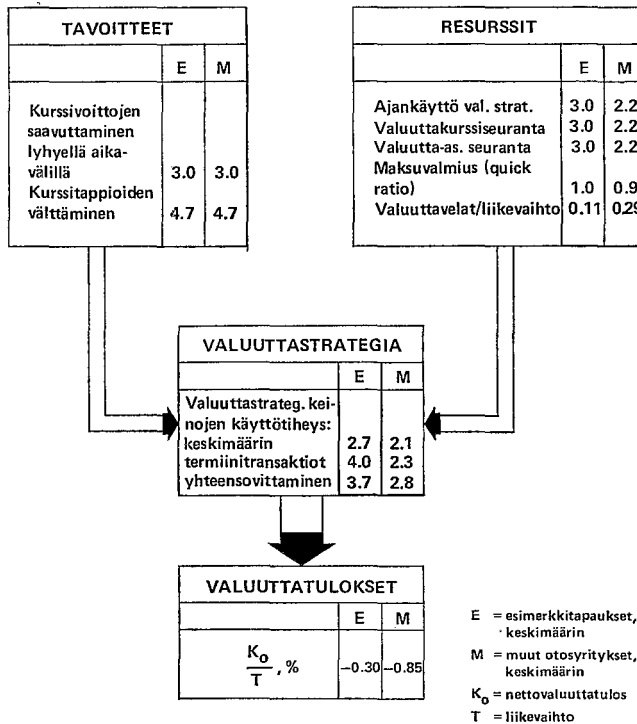 TAVOITTEET
E M
Kurssivoittojen
saavuttaminen
lyhyellä aika-
välillä 3.0 3.0
Kurssitappioiden
välttäminen 4.7 4.7
RESURSSIT
E M
Ajankäyttö val. strat. 3.0 2.2
Valuuttakurssiseuranta 3.0 2.2
Valuutta-as. seuranta 3.0 2.2
Maksuvalmius (quick
ratio) 1.0 0.9
Valuuttavelat/liikevaihto 0.11 0.29
VALUUTTASTRATEGIA
E M
Valuuttastrateg. kei-
nojen käyttötiheys:
keskimäärin 2.7 2.1
termiinitransaktiot 4.0 2.3
yhteensovittaminen 3.7 2.8
VALUUTTATULOKSET
E M
K₀
T , % −0.30 −0.85
E = esimerkkitapaukset,
keskimäärin
M = muut otosyritykset,
keskimäärin
K₀ = nettovaluuttatulos
T = liikevaihto